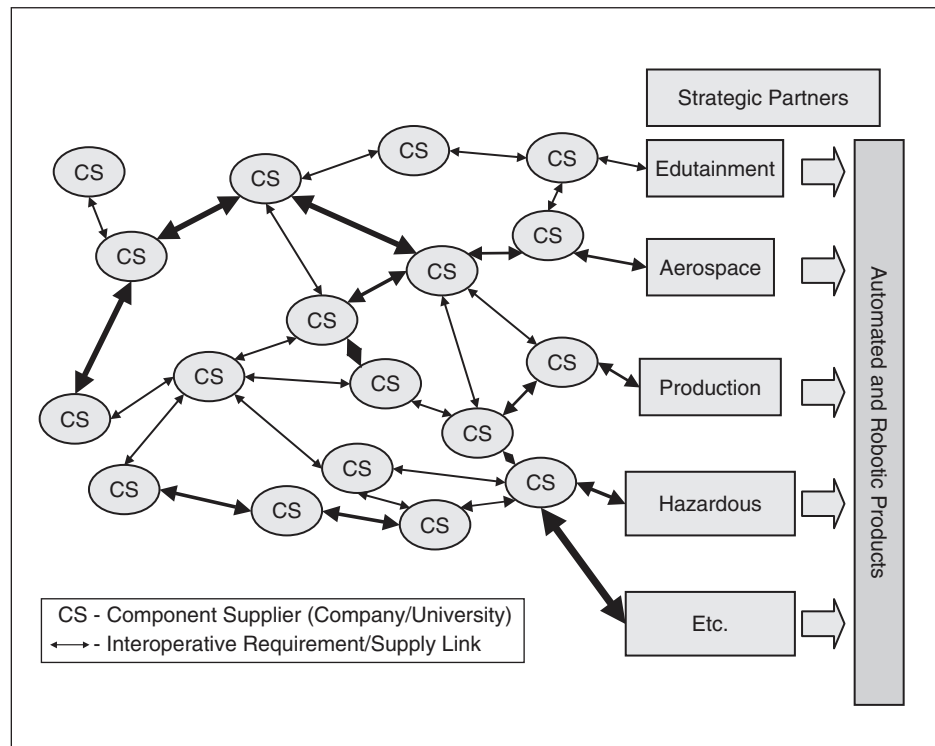 Strategic Partners
CS
CS
CS
CS
Edutainment
CS
CS
CS
Aerospace
CS
CS
CS
CS
CS
Production
CS
CS
CS
CS
CS
Hazardous
CS
CS
Etc.
Automated and Robotic Products
CS - Component Supplier (Company/University)
- Interoperative Requirement/Supply Link